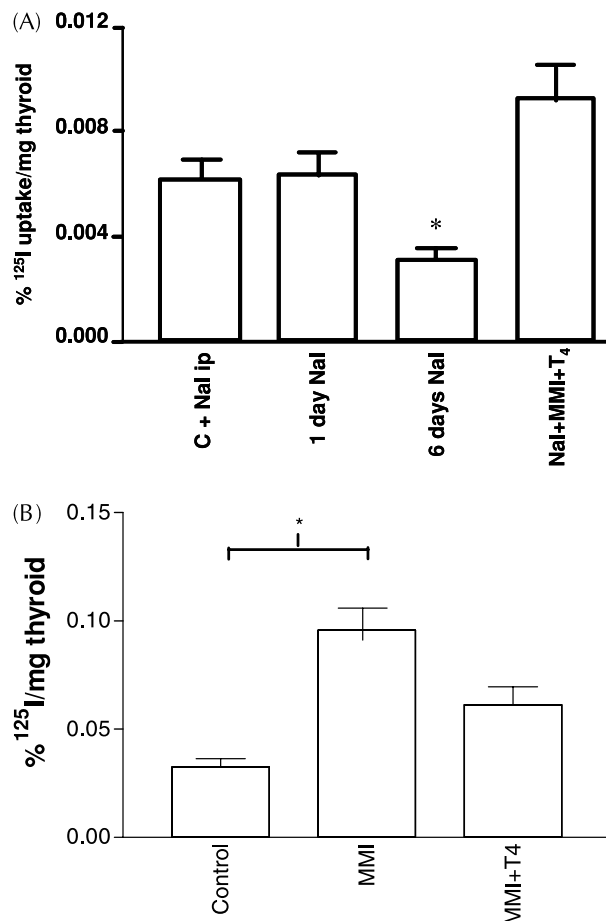 (A)
% ¹²⁵I uptake/mg thyroid
0.012
0.008
0.004
0.000
*
C + NaI ip
1 day NaI
6 days NaI
NaI+MMI+T₄
(B)
% ¹²⁵I/mg thyroid
0.15
0.10
0.05
0.00
*
Control
MMI
MMI+T4